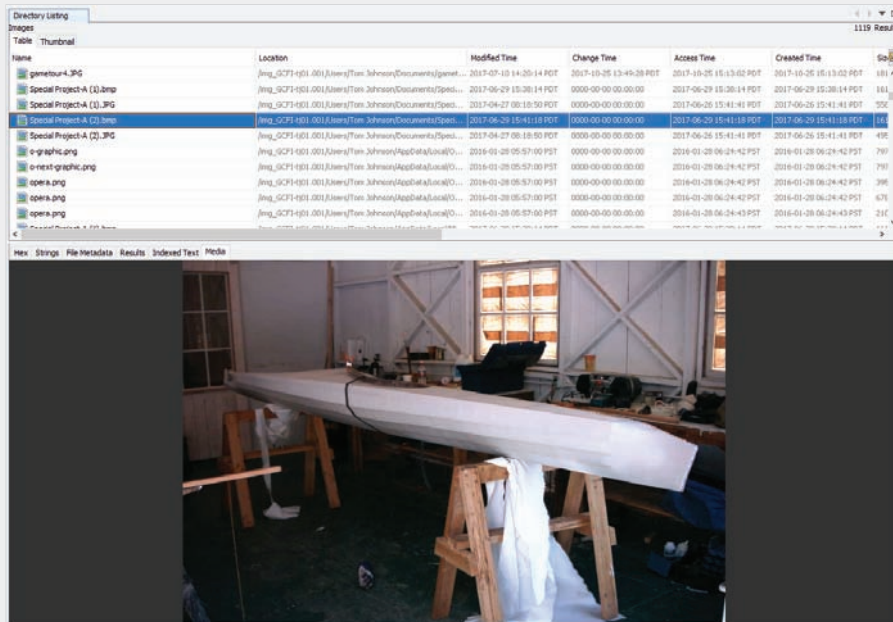 Directory Listing
Images
1119 Resul
Table Thumbnail
Name Location Modified Time Change Time Access Time Created Time Siz
gametour4.JPG /img_GCFI-tj01.001/Users/Tom Johnson/Documents/gamet... 2017-07-10 14:20:14 PDT 2017-10-25 13:49:28 PDT 2017-10-25 15:13:02 PDT 2017-10-25 15:13:02 PDT 181
Special Project-A (1).bmp /img_GCFI-tj01.001/Users/Tom Johnson/Documents/Speci... 2017-06-29 15:38:14 PDT 0000-00-00 00:00:00 2017-06-29 15:38:14 PDT 2017-06-29 15:38:14 PDT 161
Special Project-A (1).JPG /img_GCFI-tj01.001/Users/Tom Johnson/Documents/Speci... 2017-04-27 08:18:50 PDT 0000-00-00 00:00:00 2017-06-26 15:41:41 PDT 2017-06-26 15:41:41 PDT 550
Special Project-A (2).bmp /img_GCFI-tj01.001/Users/Tom Johnson/Documents/Speci... 2017-06-29 15:41:18 PDT 0000-00-00 00:00:00 2017-06-29 15:41:18 PDT 2017-06-29 15:41:18 PDT 161
Special Project-A (2).JPG /img_GCFI-tj01.001/Users/Tom Johnson/Documents/Speci... 2017-04-27 08:18:50 PDT 0000-00-00 00:00:00 2017-06-26 15:41:41 PDT 2017-06-26 15:41:41 PDT 495
o-graphic.png /img_GCFI-tj01.001/Users/Tom Johnson/AppData/Local/O... 2016-01-28 05:57:00 PST 0000-00-00 00:00:00 2016-01-28 06:24:42 PST 2016-01-28 06:24:42 PST 797
o-next-graphic.png /img_GCFI-tj01.001/Users/Tom Johnson/AppData/Local/O... 2016-01-28 05:57:00 PST 0000-00-00 00:00:00 2016-01-28 06:24:42 PST 2016-01-28 06:24:42 PST 797
opera.png /img_GCFI-tj01.001/Users/Tom Johnson/AppData/Local/O... 2016-01-28 05:57:00 PST 0000-00-00 00:00:00 2016-01-28 06:24:42 PST 2016-01-28 06:24:42 PST 398
opera.png /img_GCFI-tj01.001/Users/Tom Johnson/AppData/Local/O... 2016-01-28 05:57:00 PST 0000-00-00 00:00:00 2016-01-28 06:24:42 PST 2016-01-28 06:24:42 PST 678
opera.png /img_GCFI-tj01.001/Users/Tom Johnson/AppData/Local/O... 2016-01-28 05:57:00 PST 0000-00-00 00:00:00 2016-01-28 06:24:43 PST 2016-01-28 06:24:43 PST 210
Hex Strings File Metadata Results Indexed Text Media